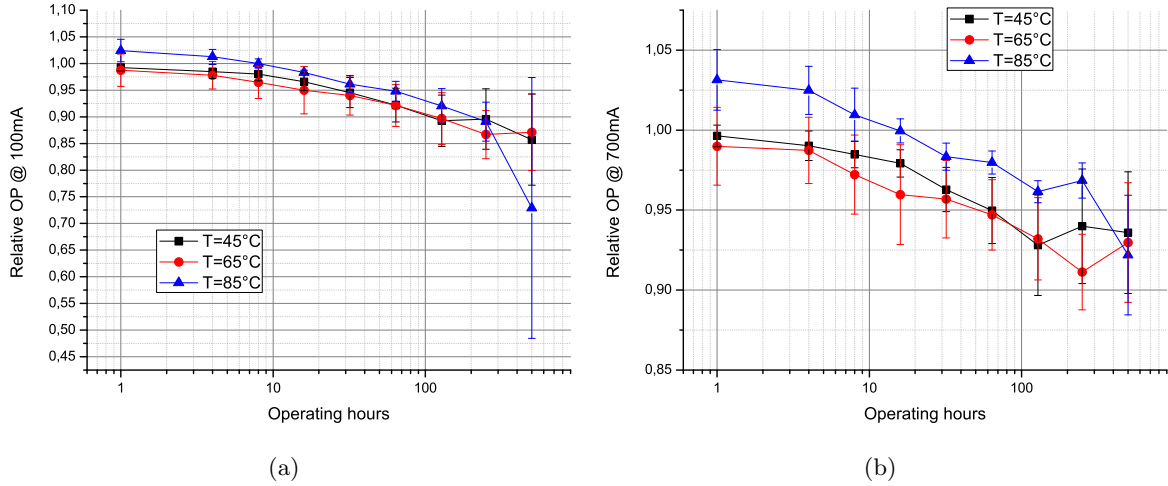 1,10
1,05
1,00
0,95
0,90
0,85
0,80
0,75
0,70
0,65
0,60
0,55
0,50
0,45
Relative OP @ 100mA
T=45°C
T=65°C
T=85°C
1 10 100
Operating hours
(a)
1,05
1,00
0,95
0,90
0,85
Relative OP @ 700mA
T=45°C
T=65°C
T=85°C
1 10 100
Operating hours
(b)